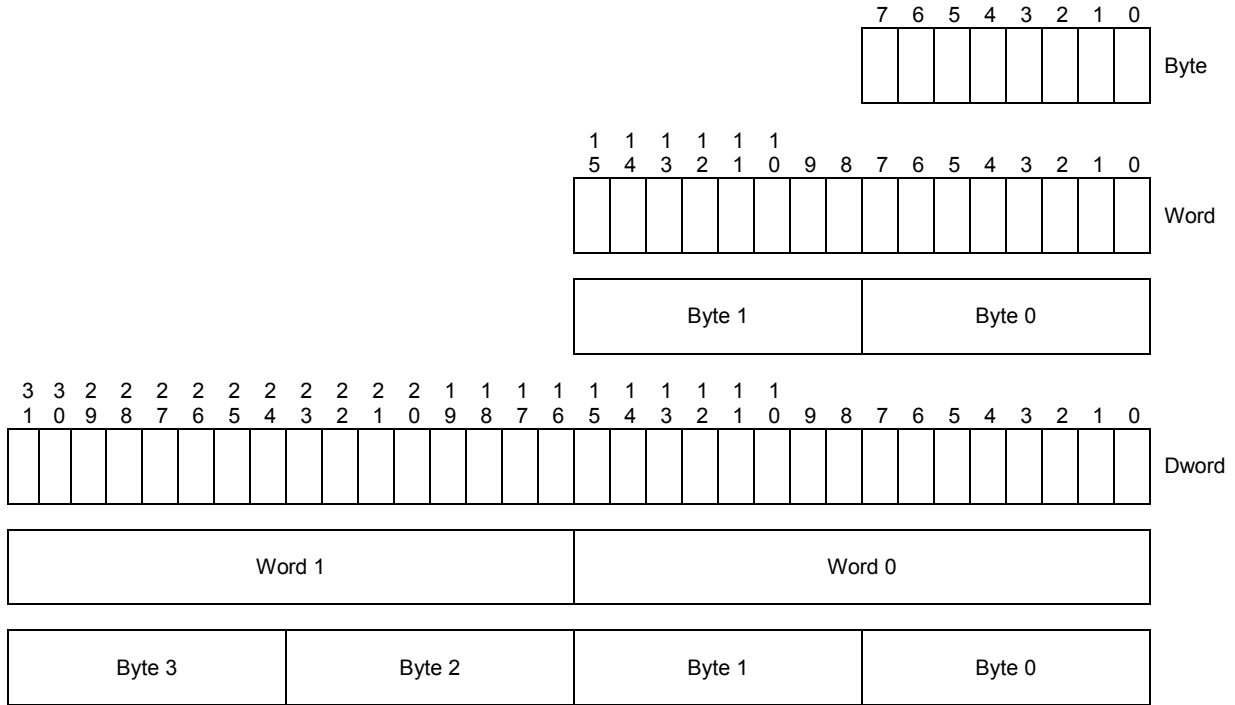 7 6 5 4 3 2 1 0
Byte
1 1 1 1 1 1
5 4 3 2 1 0 9 8 7 6 5 4 3 2 1 0
Word
Byte 1 Byte 0
3 3 2 2 2 2 2 2 2 2 2 2 1 1 1 1 1 1 1 1 1 1
1 0 9 8 7 6 5 4 3 2 1 0 9 8 7 6 5 4 3 2 1 0 9 8 7 6 5 4 3 2 1 0
Dword
Word 1 Word 0
Byte 3 Byte 2 Byte 1 Byte 0